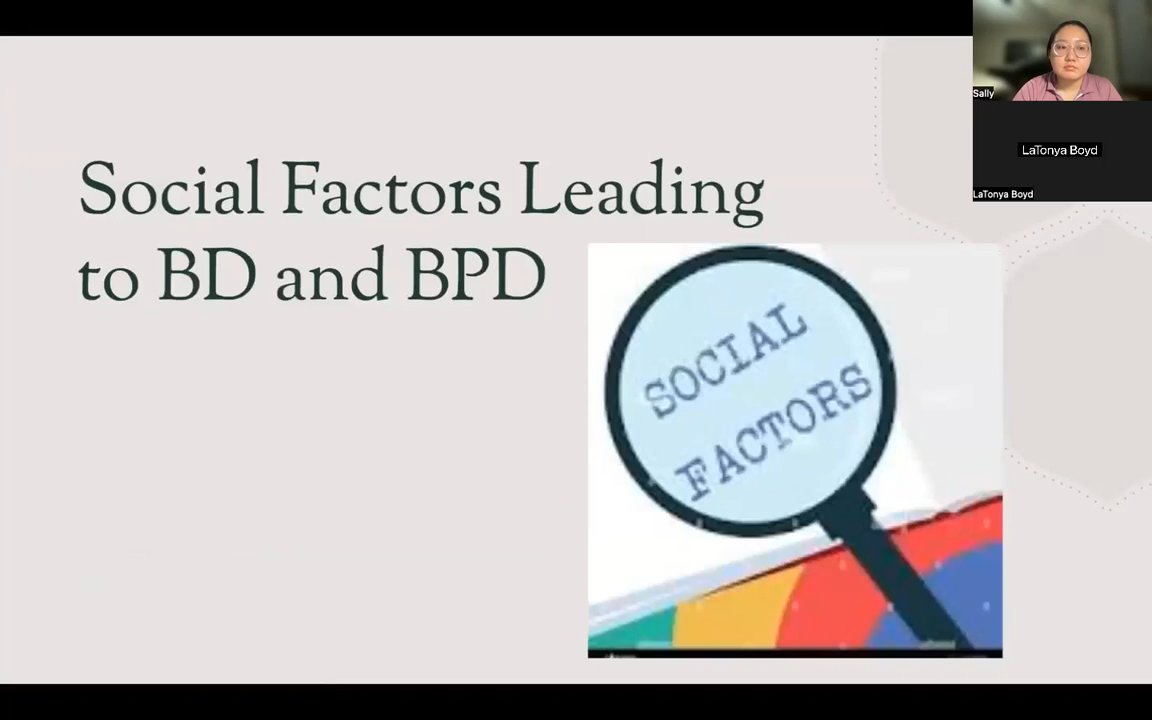 Social Factors Leading
to BD and BPD
SOCIAL
FACTORS
Sally
LaTonya Boyd
LaTonya Boyd